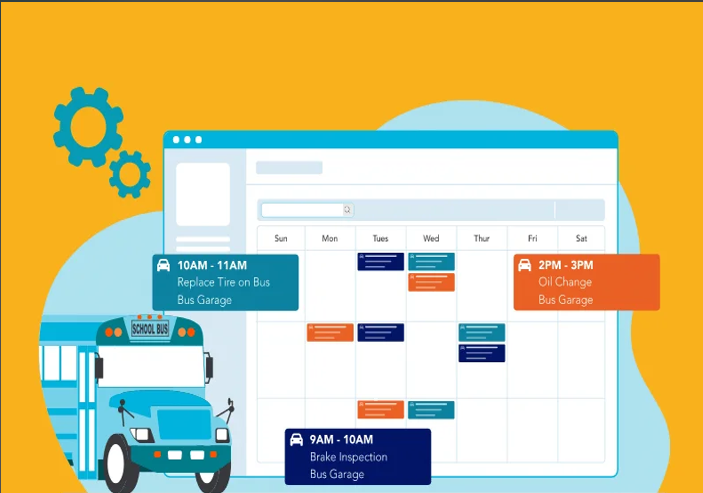 Sun
Mon
Tues
Wed
Thur
Fri
Sat
10AM - 11AM
Replace Tire on Bus
Bus Garage
2PM - 3PM
Oil Change
Bus Garage
SCHOOL BUS
9AM - 10AM
Brake Inspection
Bus Garage